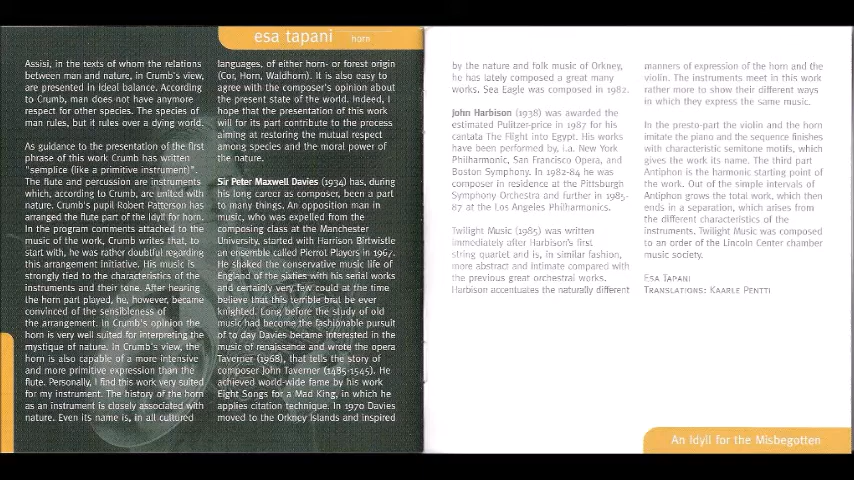 esa tapani horn
Assisi, in the texts of whom the relations
between man and nature, in Crumb's view,
are presented in ideal balance. According
to Crumb, man does not have anymore
respect for other species. The species of
man rules, but it rules over a dying world.
As guidance to the presentation of the first
phrase of this work Crumb has written
"semplice (like a primitive instrument)".
The flute and percussion are instruments
which, according to Crumb, are united with
nature. Crumb's pupil Robert Patterson has
arranged the flute part of the Idyll for horn.
In the program comments attached to the
music of the work, Crumb writes that, to
start with, he was rather doubtful regarding
this arrangement initiative. His music is
strongly tied to the characteristics of the
instruments and their tone. After hearing
the horn part played, he, however, became
convinced of the sensibleness of
the arrangement. In Crumb's opinion the
horn is very well suited for interpreting the
mystique of nature. In Crumb's view, the
horn is also capable of a more intensive
and more primitive expression than the
flute. Personally, I find this work very suited
for my instrument. The history of the horn
as an instrument is closely associated with
nature. Even its name is, in all cultured
languages, of either horn- or forest origin
(Cor, Horn, Waldhorn). It is also easy to
agree with the composer's opinion about
the present state of the world. Indeed, I
hope that the presentation of this work
will for its part contribute to the process
aiming at restoring the mutual respect
among species and the moral power of
the nature.
Sir Peter Maxwell Davies (1934) has, during
his long career as composer, been a part
to many things. An opposition man in
music, who was expelled from the
composing class at the Manchester
University, started with Harrison Birtwistle
an ensemble called Pierrot Players in 1967.
He shaked the conservative music life of
England of the sixties with his serial works
and certainly very few could at the time
believe that this terrible brat be ever
knighted. Long before the study of old
music had become the fashionable pursuit
of to day Davies became interested in the
music of renaissance and wrote the opera
Taverner (1968), that tells the story of
composer John Taverner (1485-1545). He
achieved world-wide fame by his work
Eight Songs for a Mad King, in which he
applies citation technique. In 1970 Davies
moved to the Orkney Islands and inspired
by the nature and folk music of Orkney,
he has lately composed a great many
works. Sea Eagle was composed in 1982.
John Harbison (1938) was awarded the
estimated Pulitzer-price in 1987 for his
cantata The Flight into Egypt. His works
have been performed by, i.a. New York
Philharmonic, San Francisco Opera, and
Boston Symphony. In 1982-84 he was
composer in residence at the Pittsburgh
Symphony Orchestra and further in 1985-
87 at the Los Angeles Philharmonics.
Twilight Music (1985) was written
immediately after Harbison's first
string quartet and is, in similar fashion,
more abstract and intimate compared with
the previous great orchestral works.
Harbison accentuates the naturally different
manners of expression of the horn and the
violin. The instruments meet in this work
rather more to show their different ways
in which they express the same music.
In the presto-part the violin and the horn
imitate the piano and the sequence finishes
with characteristic semitone motifs, which
gives the work its name. The third part
Antiphon is the harmonic starting point of
the work. Out of the simple intervals of
Antiphon grows the total work, which then
ends in a separation, which arises from
the different characteristics of the
instruments. Twilight Music was composed
to an order of the Lincoln Center chamber
music society.
Esa Tapani
Translations: Kaarle Pentti
An Idyll for the Misbegotten